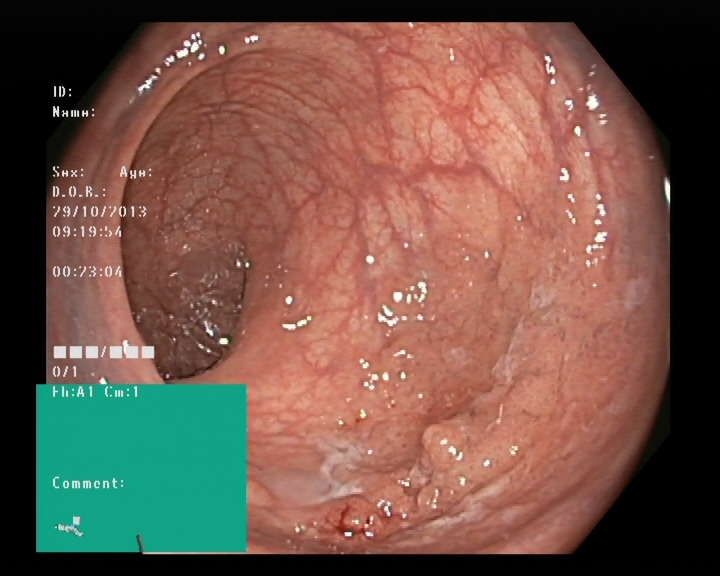 ID:
Name:
Sex: Age:
D.O.B.:
29/10/2013
09:19:54
00:23:04
■■■/■■■
0/1
Eh:A1 Cm:1
Comment: